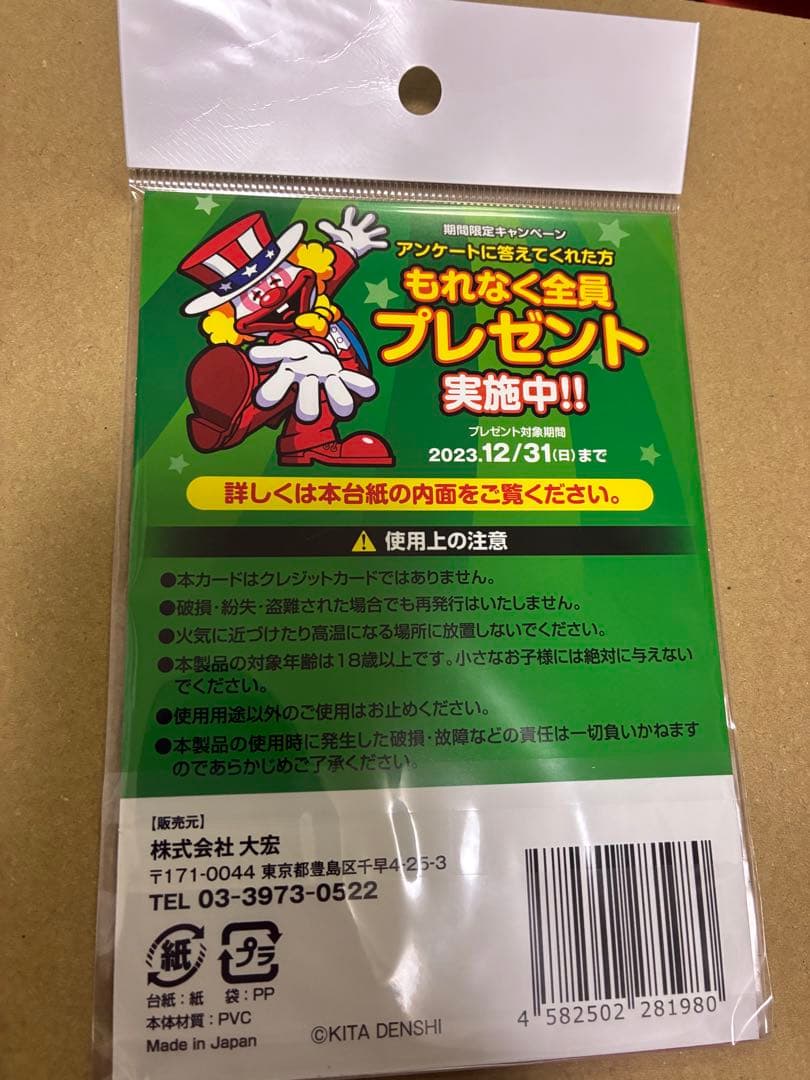 期間限定キャンペーン
アンケートに答えてくれた方
もれなく全員
プレゼント
実施中!!
プレゼント対象期間
2023.12/31(日)まで
詳しくは本台紙の内面をご覧ください。
使用上の注意
●本カードはクレジットカードではありません。
●破損・紛失・盗難された場合でも再発行はいたしません。
●火気に近づけたり高温になる場所に放置しないでください。
●本製品の対象年齢は18歳以上です。小さなお子様には絶対に与えない
でください。
●使用用途以外のご使用はお止めください。
●本製品の使用時に発生した破損・故障などの責任は一切負いかねます
のであらかじめご了承ください。
【販売元】
株式会社 大宏
〒171-0044 東京都豊島区千早4-25-3
TEL 03-3973-0522
紙 プラ
台紙：紙 袋：PP
本体材質：PVC
Made in Japan
©KITA DENSHI
4 582502 281980